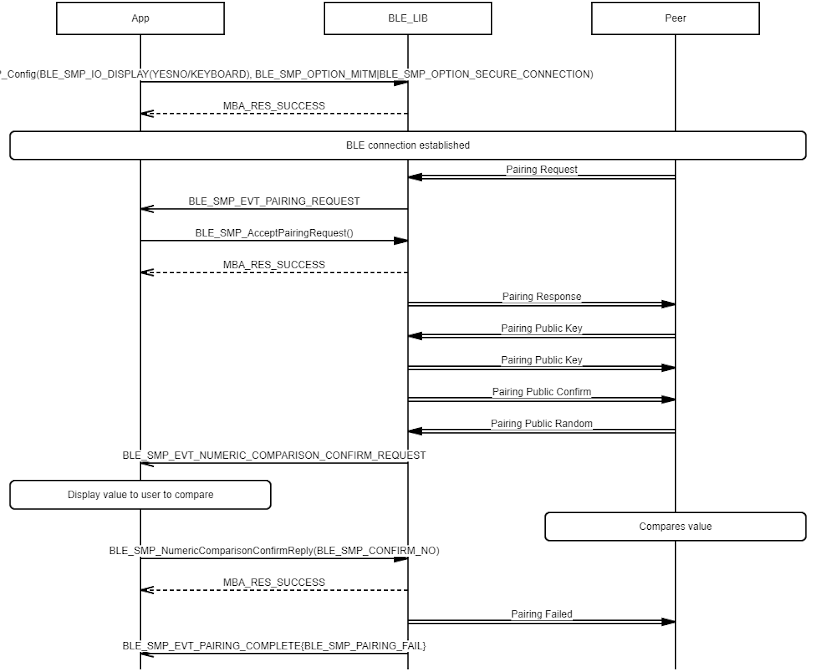 App
BLE_LIB
Peer
_Config(BLE_SMP_IO_DISPLAY(YESNO/KEYBOARD), BLE_SMP_OPTION_MITM|BLE_SMP_OPTION_SECURE_CONNECTION)
MBA_RES_SUCCESS
BLE connection established
Pairing Request
BLE_SMP_EVT_PAIRING_REQUEST
BLE_SMP_AcceptPairingRequest()
MBA_RES_SUCCESS
Pairing Response
Pairing Public Key
Pairing Public Key
Pairing Public Confirm
Pairing Public Random
BLE_SMP_EVT_NUMERIC_COMPARISON_CONFIRM_REQUEST
Display value to user to compare
Compares value
BLE_SMP_NumericComparisonConfirmReply(BLE_SMP_CONFIRM_NO)
MBA_RES_SUCCESS
Pairing Failed
BLE_SMP_EVT_PAIRING_COMPLETE{BLE_SMP_PAIRING_FAIL}